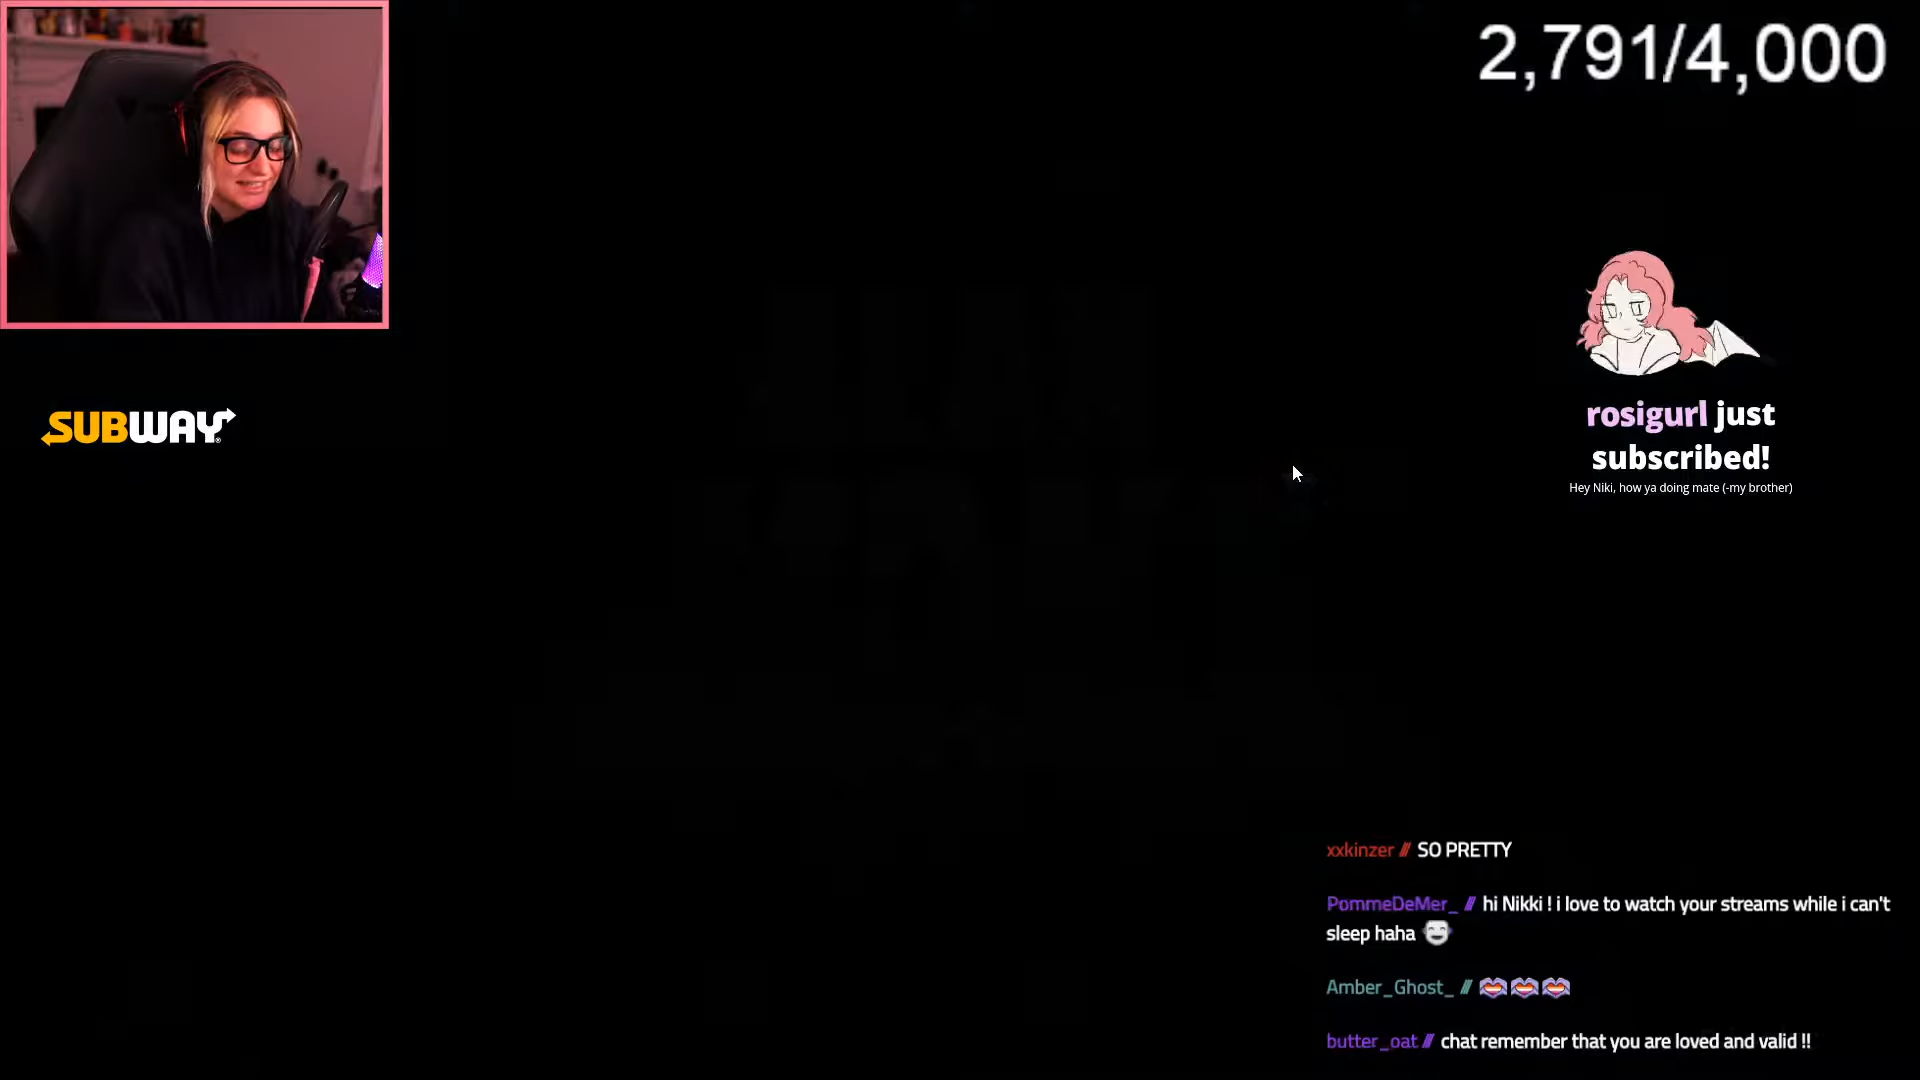 2,791/4,000
SUBWAY
rosigurl just
subscribed!
Hey Niki, how ya doing mate (-my brother)
xxkinzer // SO PRETTY
PommeDeMer_ // hi Nikki ! i love to watch your streams while i can't
sleep haha
Amber_Ghost_ //
butter_oat // chat remember that you are loved and valid !!